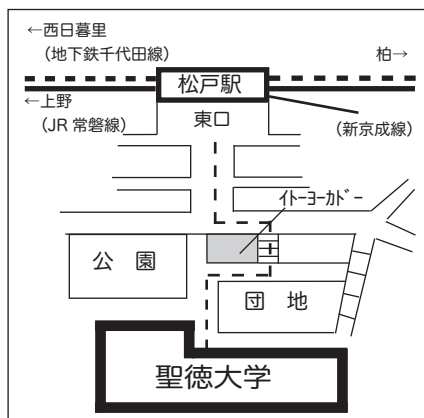 ←西日暮里
（地下鉄千代田線）
柏→
松戸駅
←上野
（JR 常磐線）
東口
（新京成線）
ｲﾄｰﾖｰｶﾄﾞｰ
公　園
団　地
聖徳大学